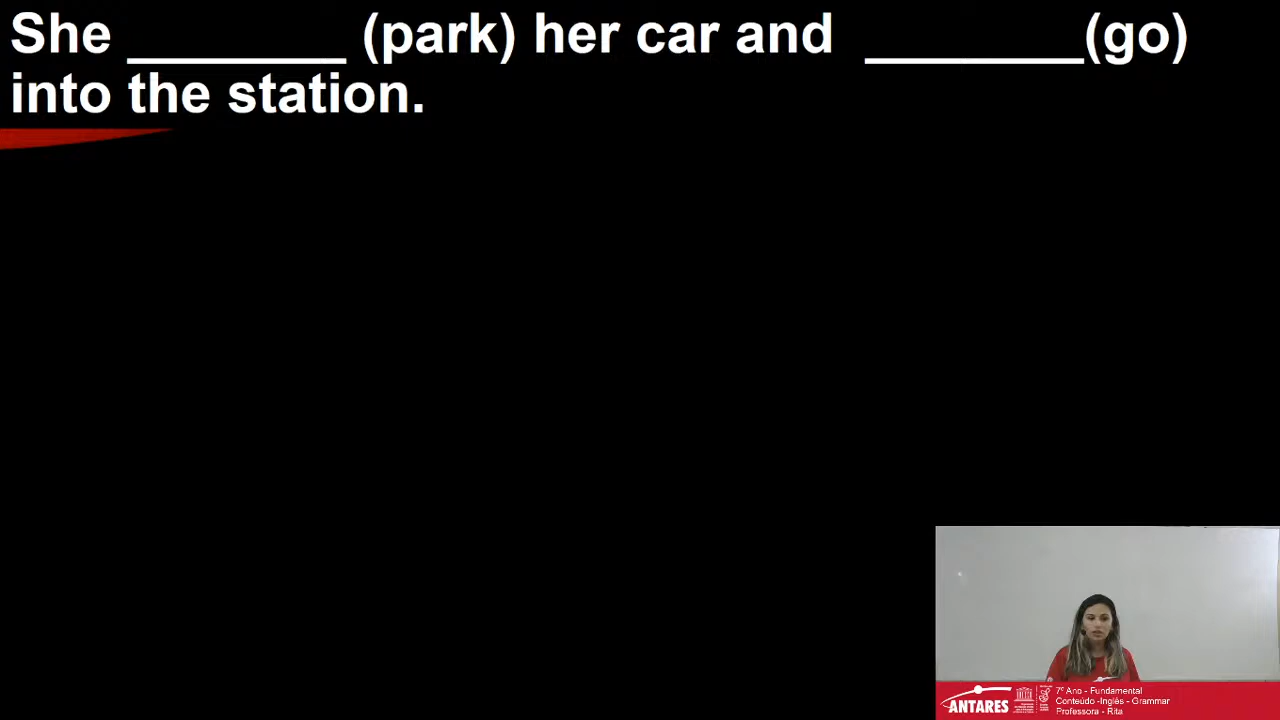 She ________ (park) her car and ________(go)
into the station.
ANTARES
7º Ano - Fundamental
Conteúdo -Inglês - Grammar
Professora - Rita